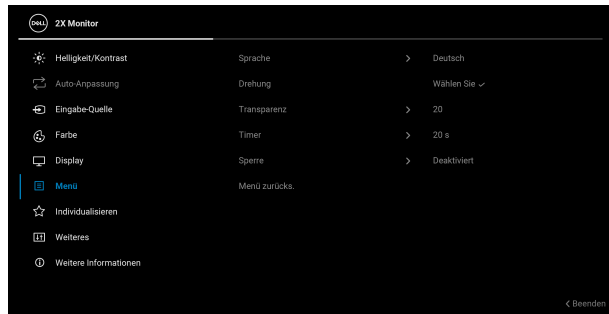 DELL 2X Monitor
Helligkeit/Kontrast Sprache > Deutsch
Auto-Anpassung Drehung Wählen Sie ✓
Eingabe-Quelle Transparenz > 20
Farbe Timer > 20 s
Display Sperre > Deaktiviert
Menü Menü zurücks.
Individualisieren
Weiteres
Weitere Informationen
< Beenden